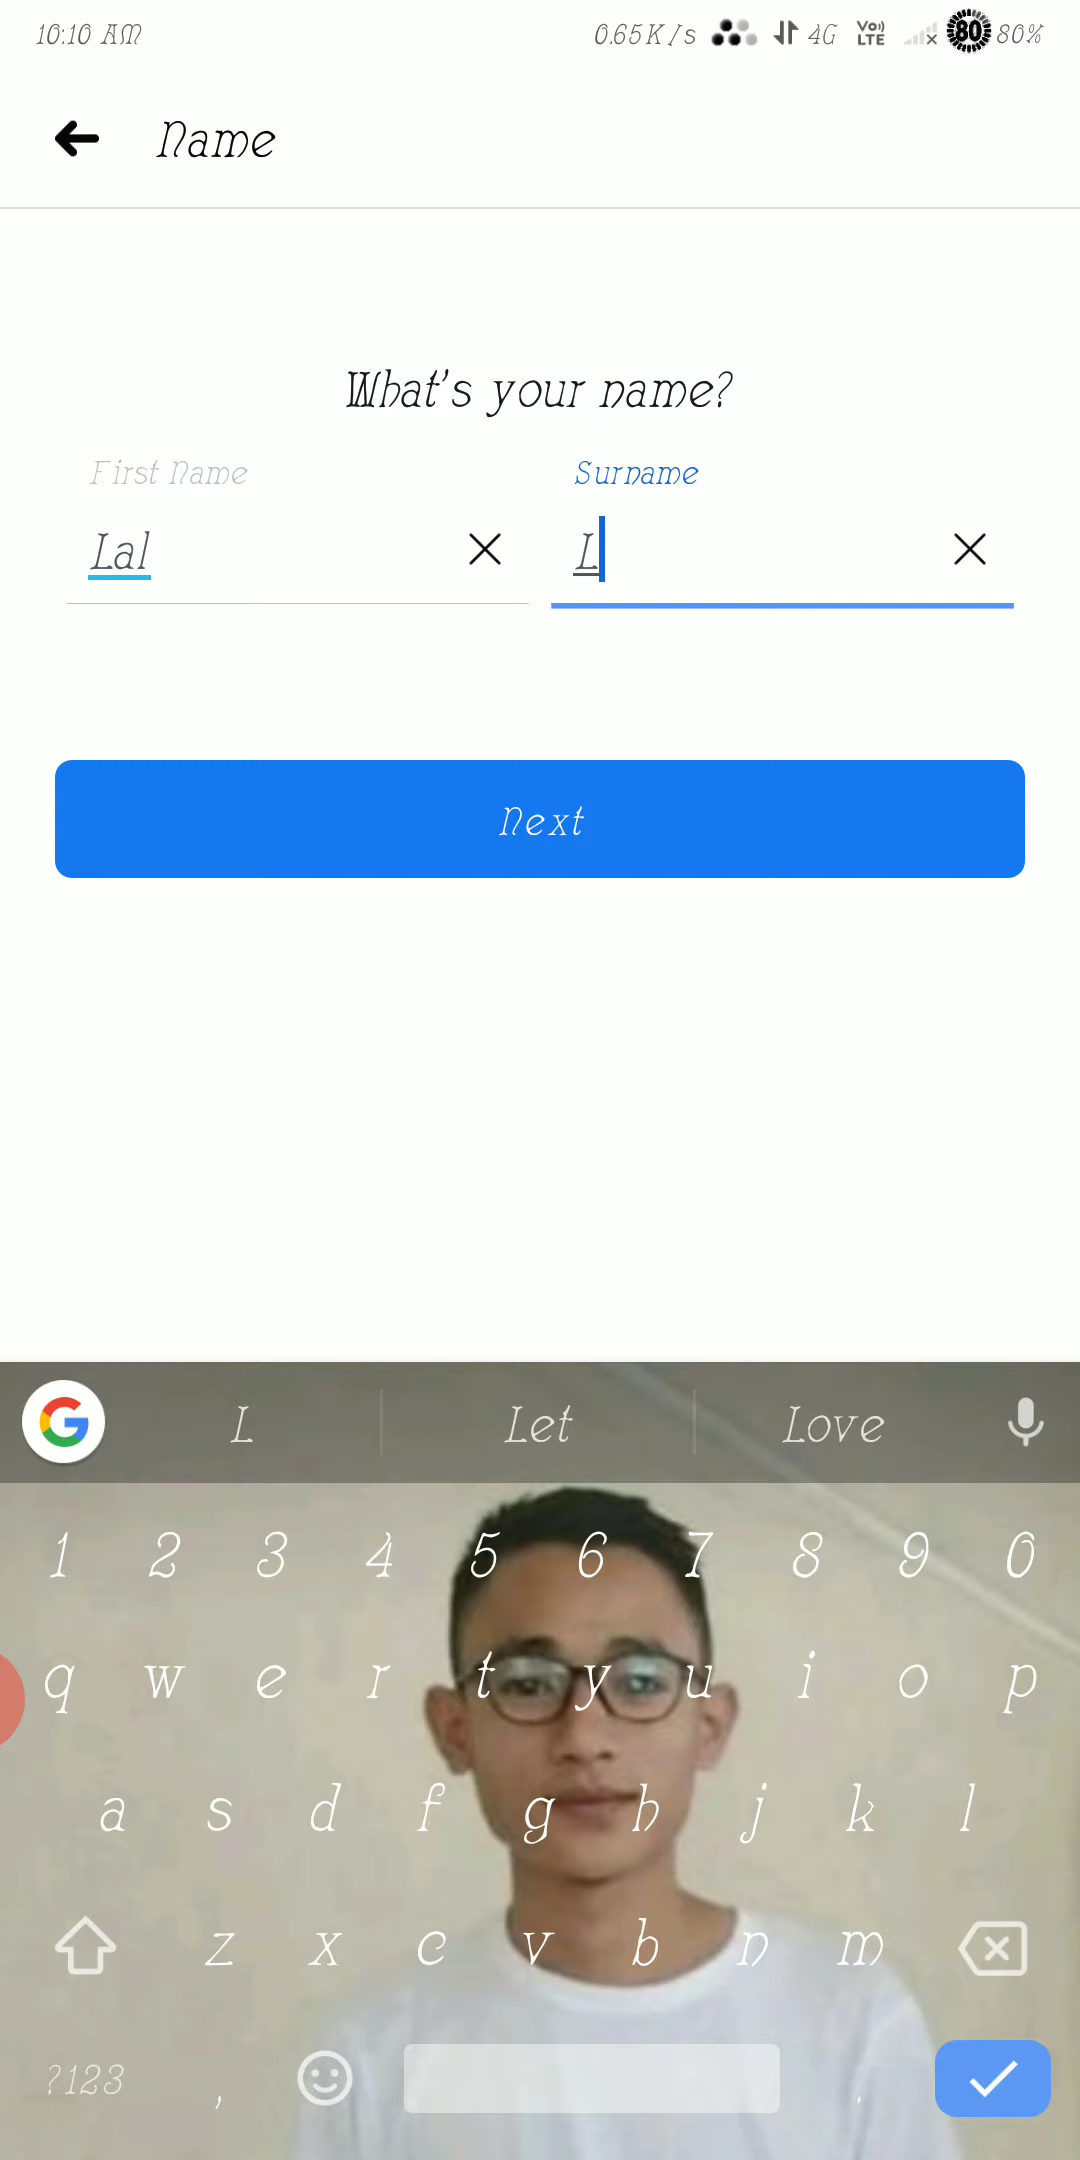 10:10 AM 0.65K/s 4G Vo) LTE 80 80%
Name
What's your name?
First Name Surname
Lal L
Next
L Let Love
1 2 3 4 5 6 7 8 9 0
q w e r t y u i o p
a s d f g h j k l
z x c v b n m
?123 , .